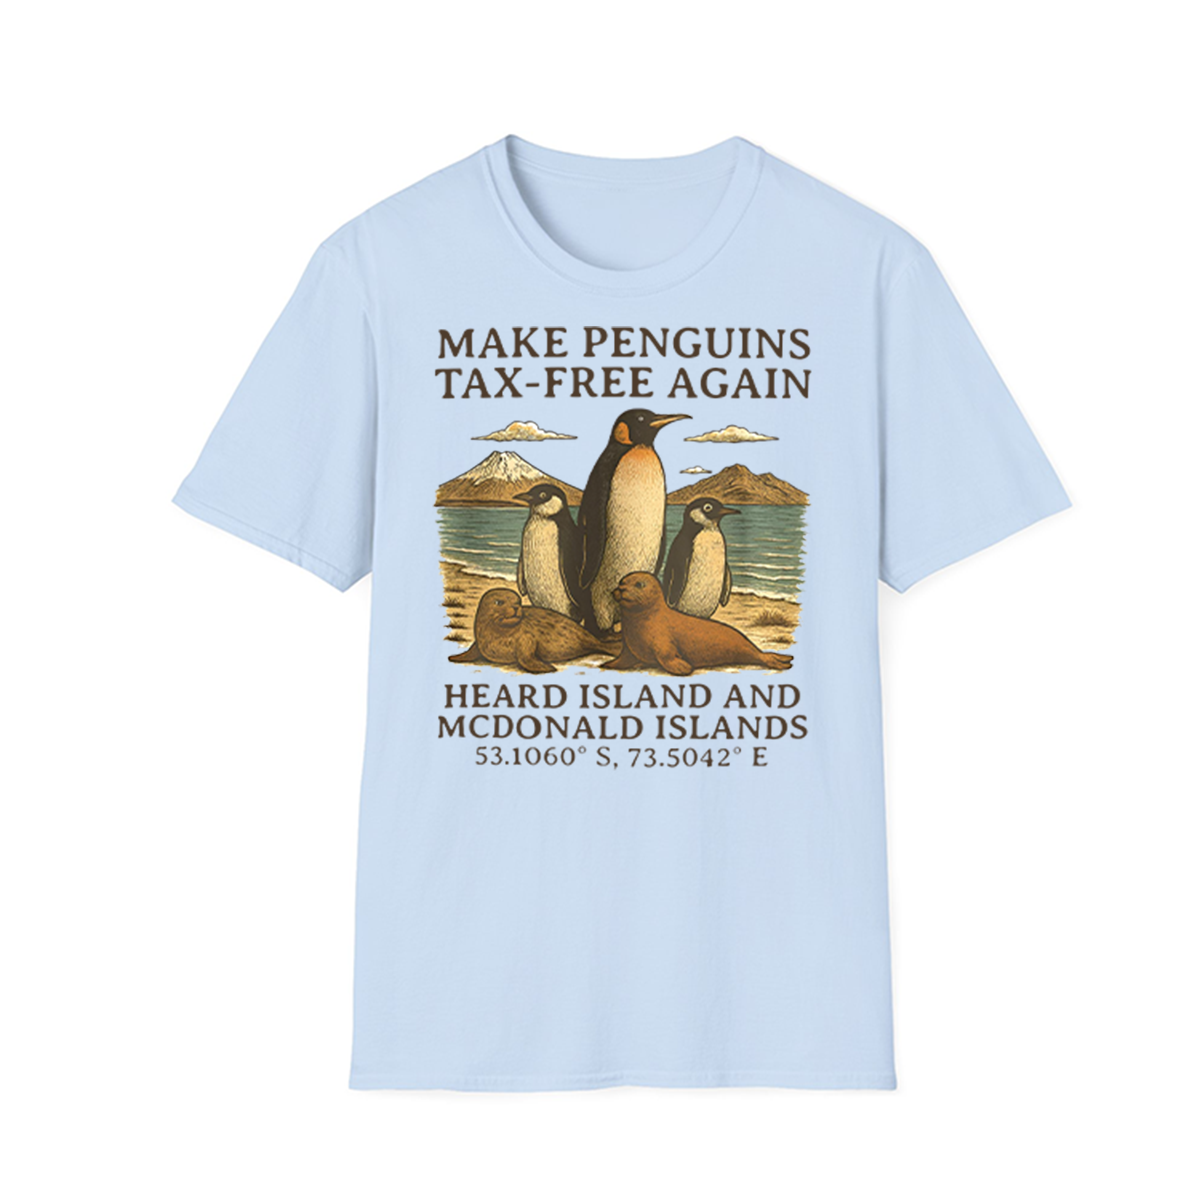 MAKE PENGUINS
TAX-FREE AGAIN
HEARD ISLAND AND
MCDONALD ISLANDS
53.1060° S, 73.5042° E